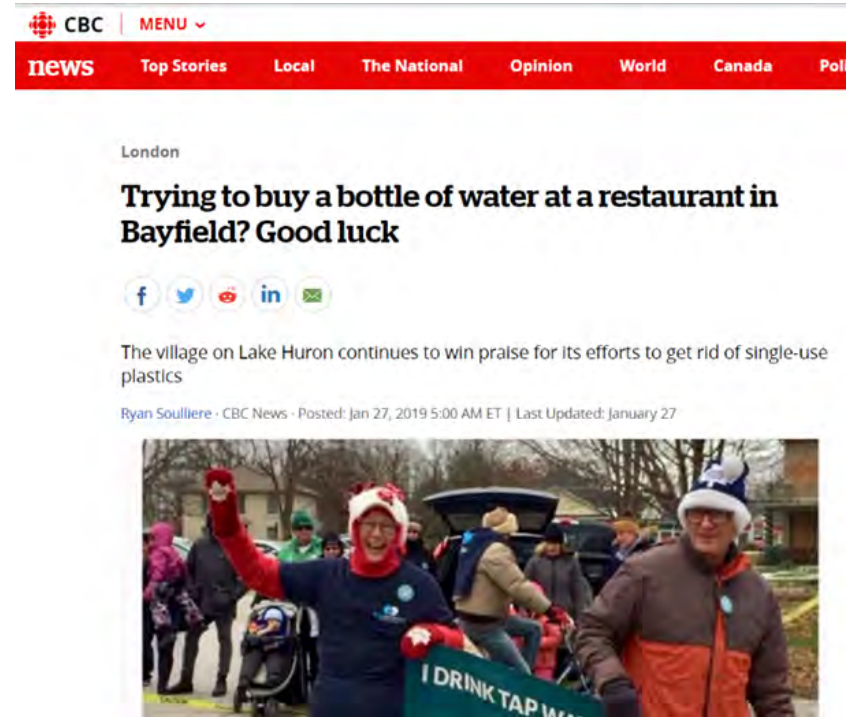 CBC MENU
news Top Stories Local The National Opinion World Canada
London
Trying to buy a bottle of water at a restaurant in
Bayfield? Good luck
f in
The village on Lake Huron continues to win praise for its efforts to get rid of single-use
plastics
Ryan Soulliere · CBC News · Posted: Jan 27, 2019 5:00 AM ET | Last Updated: January 27
CAUTION
I DRINK TAP